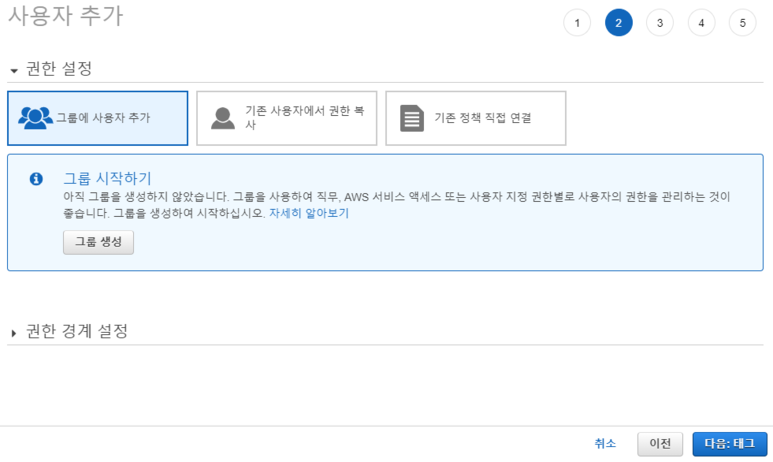 사용자 추가
1 2 3 4 5
권한 설정
그룹에 사용자 추가
기존 사용자에서 권한 복
사
기존 정책 직접 연결
그룹 시작하기
아직 그룹을 생성하지 않았습니다. 그룹을 사용하여 직무, AWS 서비스 액세스 또는 사용자 지정 권한별로 사용자의 권한을 관리하는 것이
좋습니다. 그룹을 생성하여 시작하십시오. 자세히 알아보기
그룹 생성
권한 경계 설정
취소 이전 다음: 태그